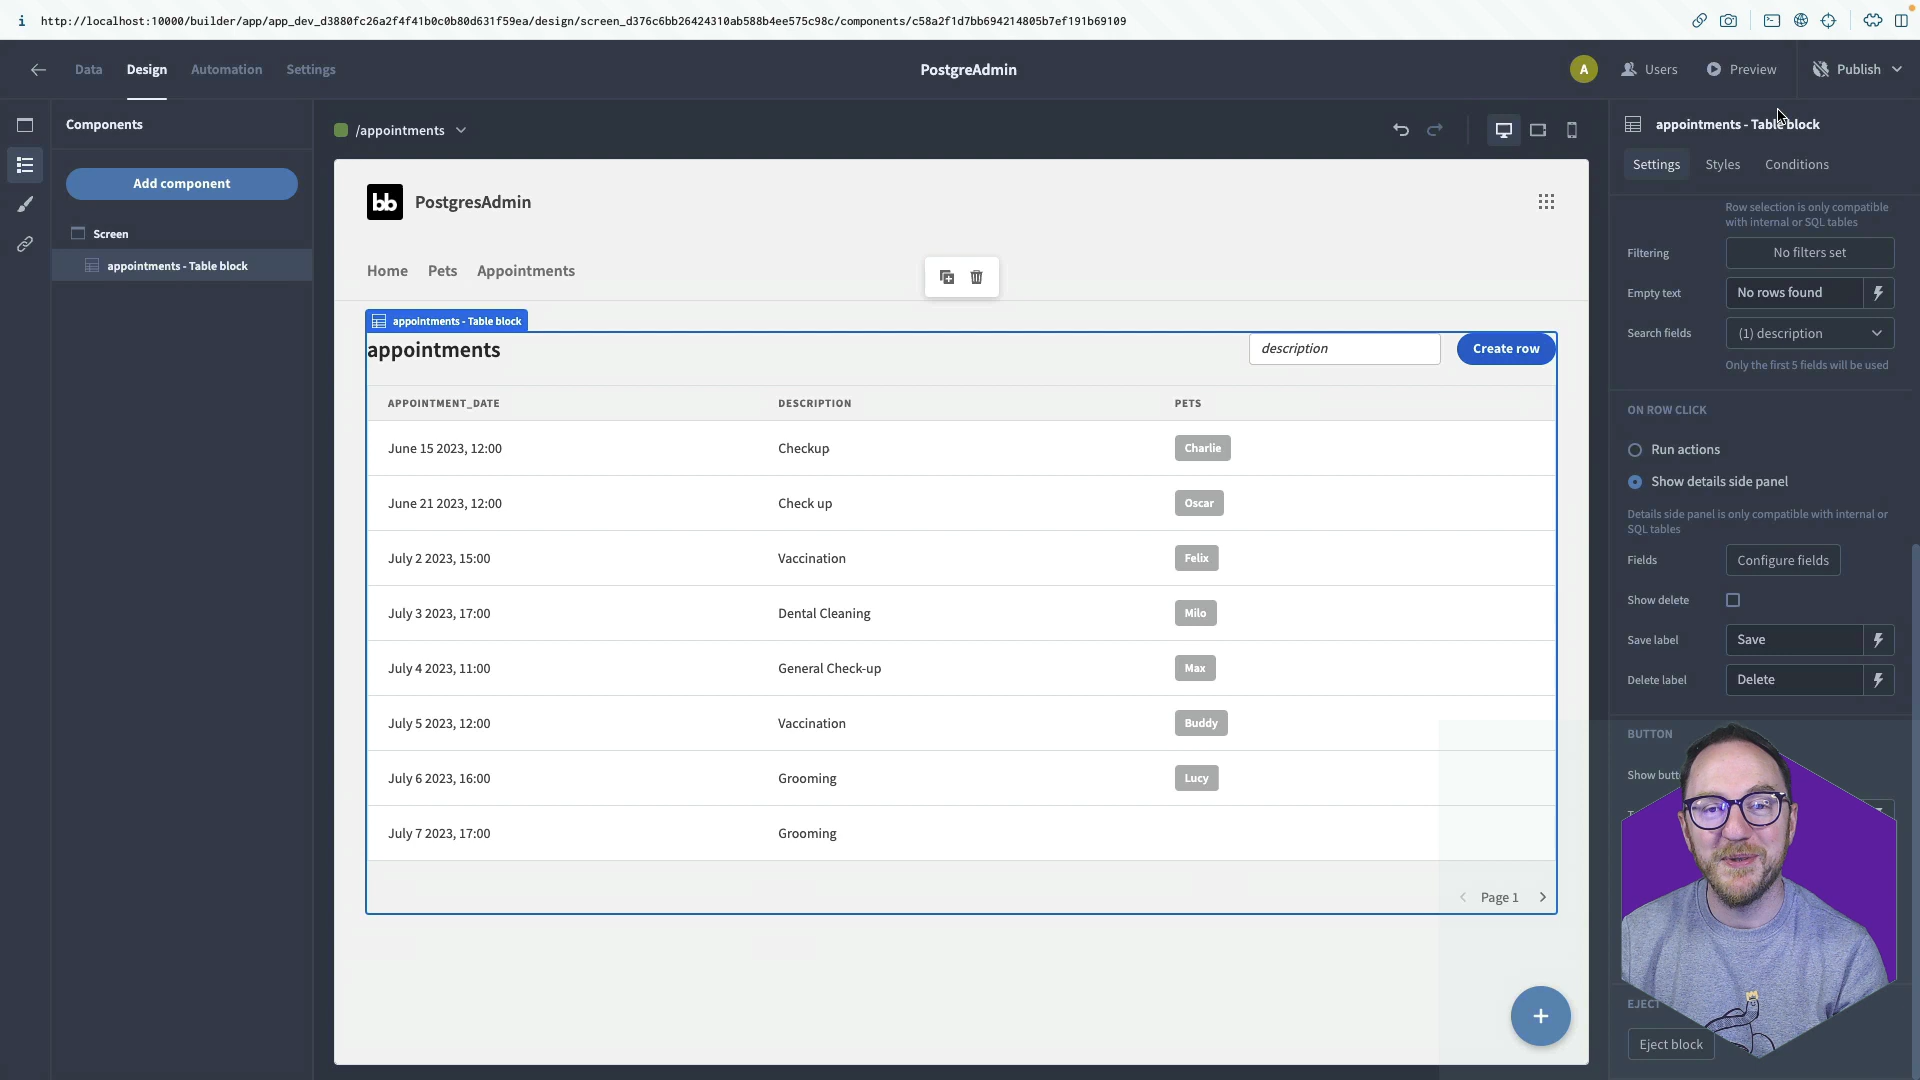 i http://localhost:10000/builder/app/app_dev_d3880fc26a2f4f41b0c0b80d631f59ea/design/screen_d376c6bb26424310ab588b4ee575c98c/components/c58a2f1d7bb694214805b7ef191b69109
Data Design Automation Settings
PostgreAdmin
A Users Preview Publish
Components
Add component
Screen
appointments - Table block
/appointments
bb PostgresAdmin
Home Pets Appointments
appointments - Table block
appointments
description
Create row
APPOINTMENT_DATE DESCRIPTION PETS
June 15 2023, 12:00 Checkup Charlie
June 21 2023, 12:00 Check up Oscar
July 2 2023, 15:00 Vaccination Felix
July 3 2023, 17:00 Dental Cleaning Milo
July 4 2023, 11:00 General Check-up Max
July 5 2023, 12:00 Vaccination Buddy
July 6 2023, 16:00 Grooming Lucy
July 7 2023, 17:00 Grooming
Page 1
appointments - Table block
Settings Styles Conditions
Row selection is only compatible
with internal or SQL tables
Filtering No filters set
Empty text No rows found
Search fields (1) description
Only the first 5 fields will be used
ON ROW CLICK
Run actions
Show details side panel
Details side panel is only compatible with internal or
SQL tables
Fields Configure fields
Show delete
Save label Save
Delete label Delete
BUTTON
Show
EJECT
Eject block